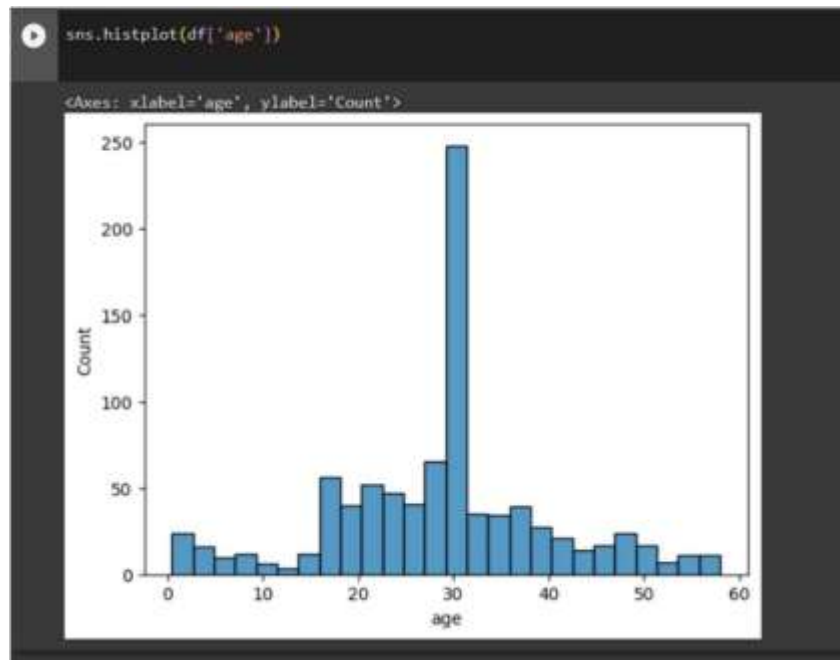 sns.histplot(df['age'])
<Axes: xlabel='age', ylabel='Count'>
250
200
150
100
50
0
Count
0 10 20 30 40 50 60
age